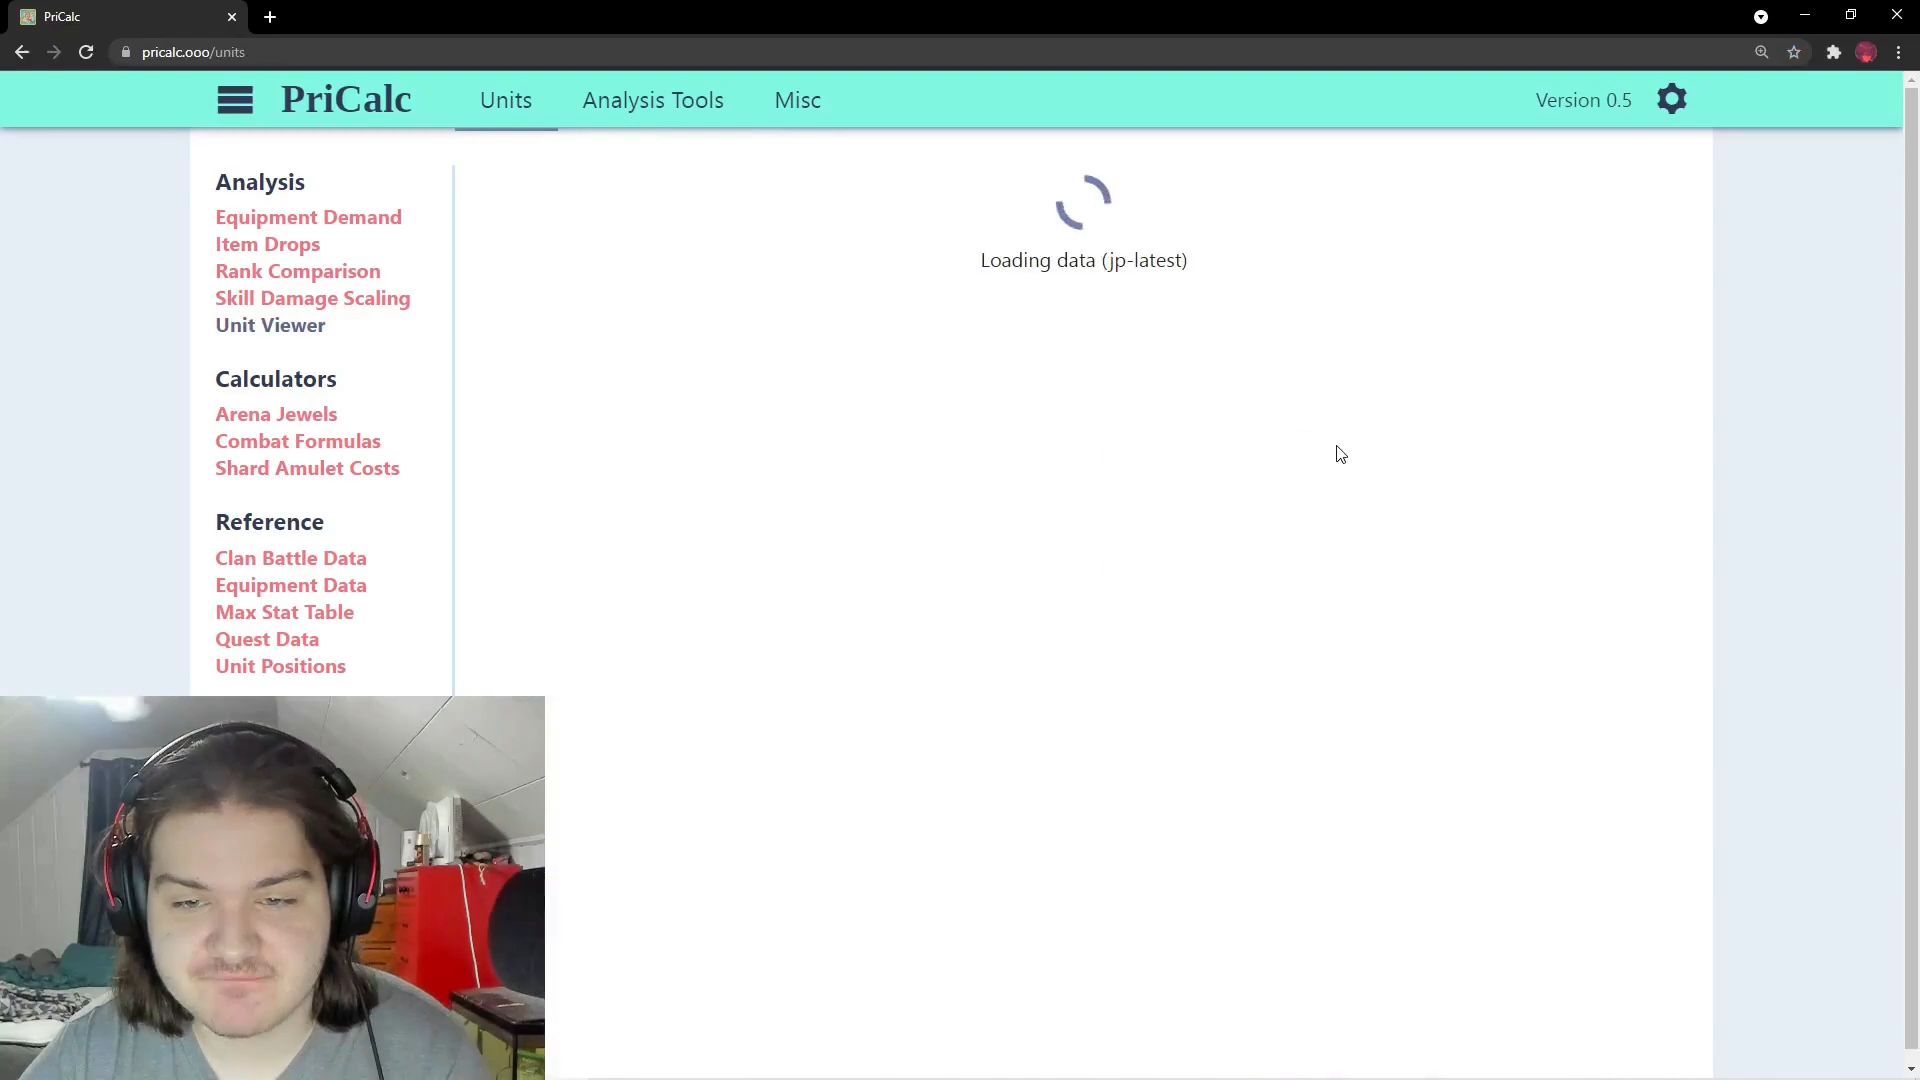 PriCalc
pricalc.ooo/units
PriCalc
Units
Analysis Tools
Misc
Version 0.5
Analysis
Equipment Demand
Item Drops
Rank Comparison
Skill Damage Scaling
Unit Viewer
Calculators
Arena Jewels
Combat Formulas
Shard Amulet Costs
Reference
Clan Battle Data
Equipment Data
Max Stat Table
Quest Data
Unit Positions
Loading data (jp-latest)